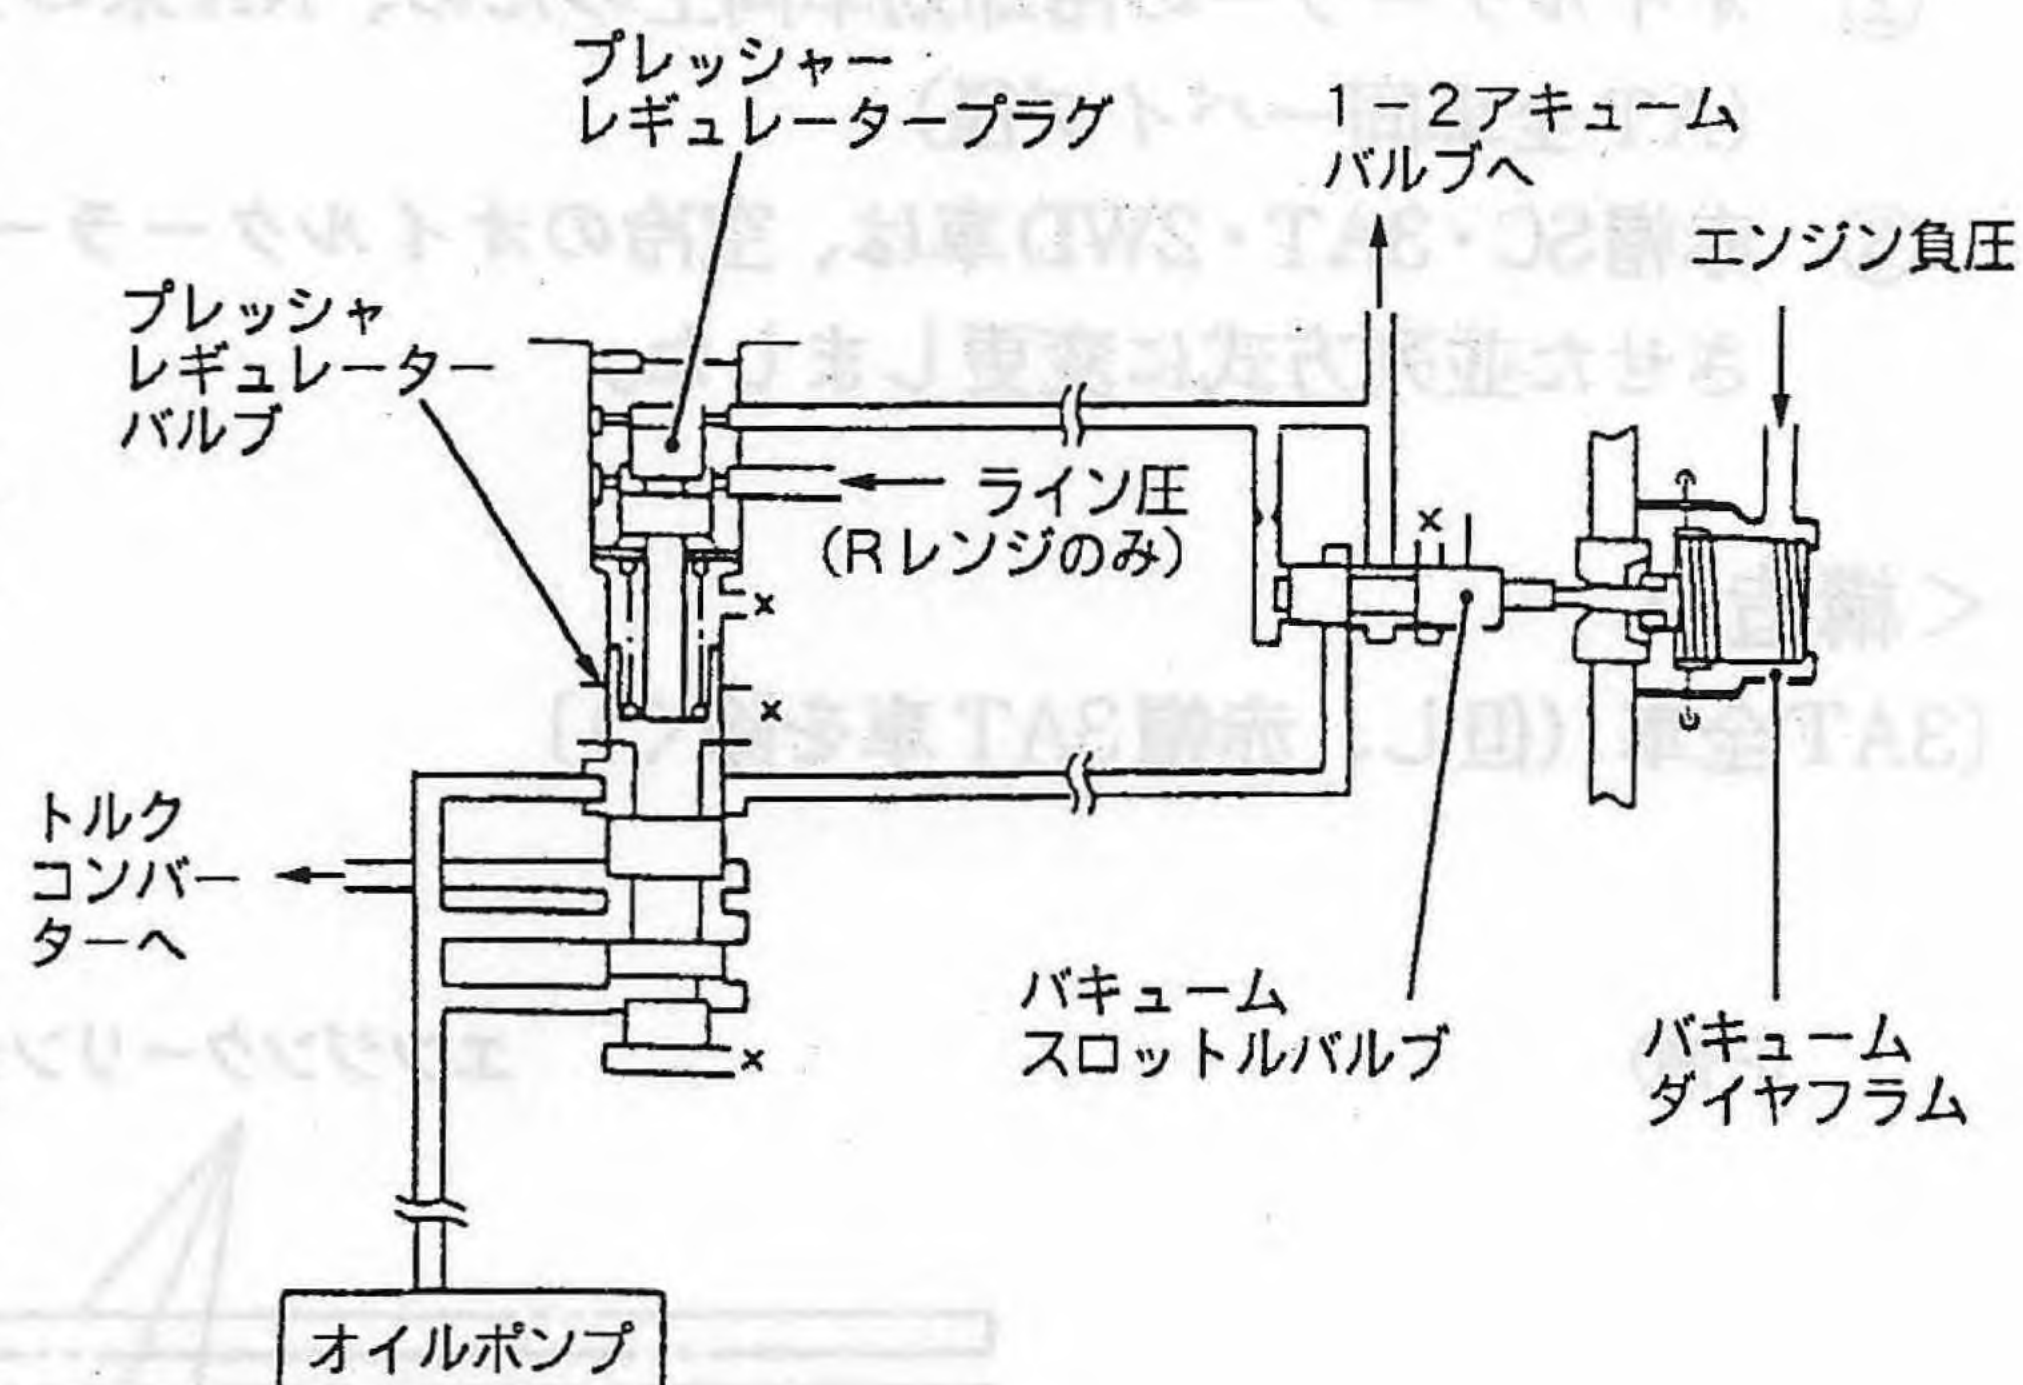 プレッシャー
レギュレータープラグ
1－2アキューム
バルブへ
エンジン負圧
プレッシャ
レギュレーター
バルブ
ライン圧
（Rレンジのみ）
x
x
x
トルク
コンバー
ターへ
x
バキューム
スロットルバルブ
バキューム
ダイヤフラム
オイルポンプ